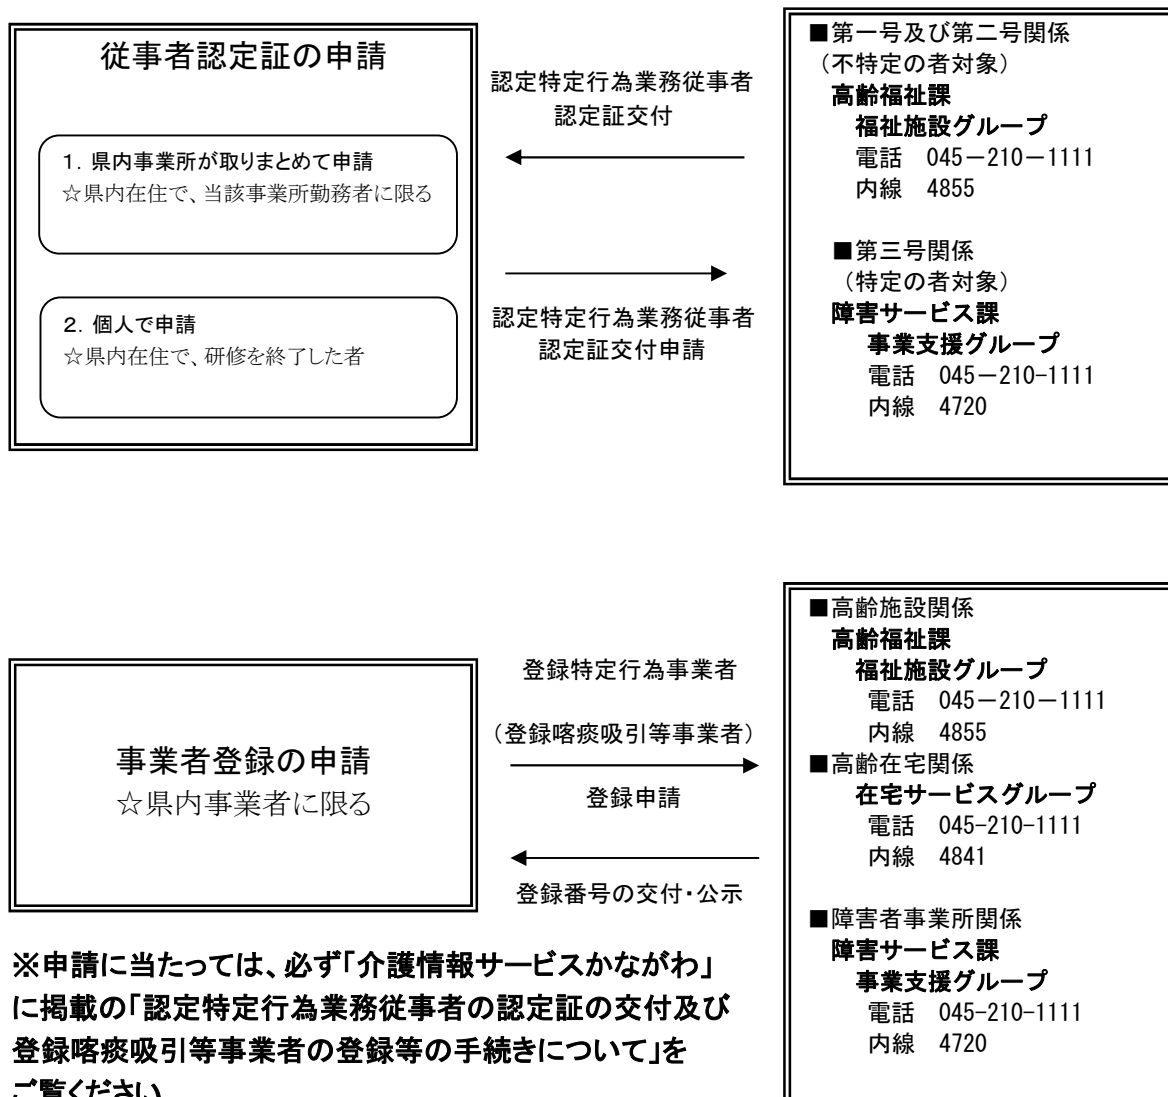 従事者認定証の申請
1．県内事業所が取りまとめて申請
☆県内在住で、当該事業所勤務者に限る
2．個人で申請
☆県内在住で、研修を終了した者
認定特定行為業務従事者
認定証交付
認定特定行為業務従事者
認定証交付申請
■第一号及び第二号関係
（不特定の者対象）
高齢福祉課
福祉施設グループ
電話　045－210－1111
内線　4855
■第三号関係
（特定の者対象）
障害サービス課
事業支援グループ
電話　045－210-1111
内線　4720
事業者登録の申請
☆県内事業者に限る
登録特定行為事業者
（登録喀痰吸引等事業者）
登録申請
登録番号の交付・公示
■高齢施設関係
高齢福祉課
福祉施設グループ
電話　045－210－1111
内線　4855
■高齢在宅関係
在宅サービスグループ
電話　045-210-1111
内線　4841
■障害者事業所関係
障害サービス課
事業支援グループ
電話　045-210-1111
内線　4720
※申請に当たっては、必ず「介護情報サービスかながわ」
に掲載の「認定特定行為業務従事者の認定証の交付及び
登録喀痰吸引等事業者の登録等の手続きについて」を
ご覧ください